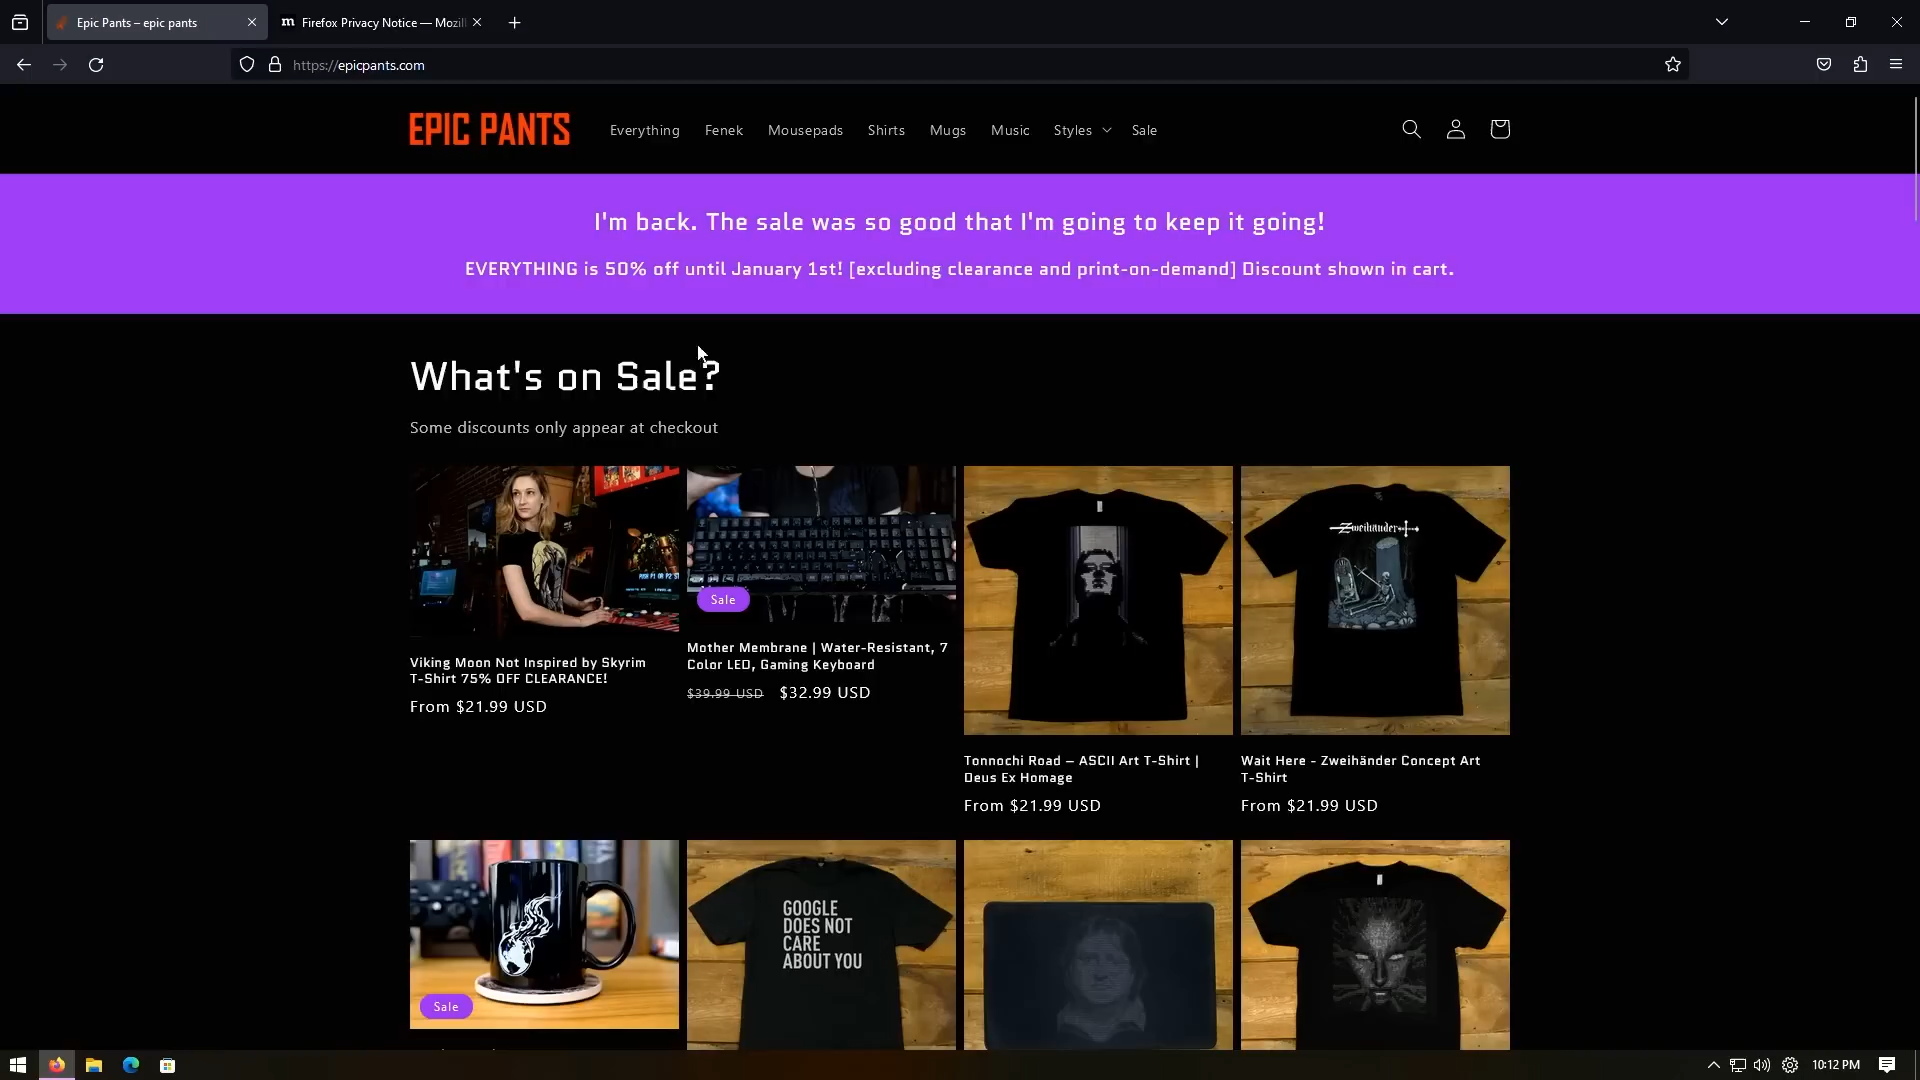 Epic Pants – epic pants
Firefox Privacy Notice — Mozil
https://epicpants.com
EPIC PANTS
Everything
Fenek
Mousepads
Shirts
Mugs
Music
Styles
Sale
I'm back. The sale was so good that I'm going to keep it going!
EVERYTHING is 50% off until January 1st! [excluding clearance and print-on-demand] Discount shown in cart.
What's on Sale?
Some discounts only appear at checkout
Sale
Zweihänder
Viking Moon Not Inspired by Skyrim
T-Shirt 75% OFF CLEARANCE!
From $21.99 USD
Mother Membrane | Water-Resistant, 7
Color LED, Gaming Keyboard
$39.99 USD $32.99 USD
Tonnochi Road – ASCII Art T-Shirt |
Deus Ex Homage
From $21.99 USD
Wait Here - Zweihänder Concept Art
T-Shirt
From $21.99 USD
Sale
GOOGLE
DOES NOT
CARE
ABOUT YOU
10:12 PM